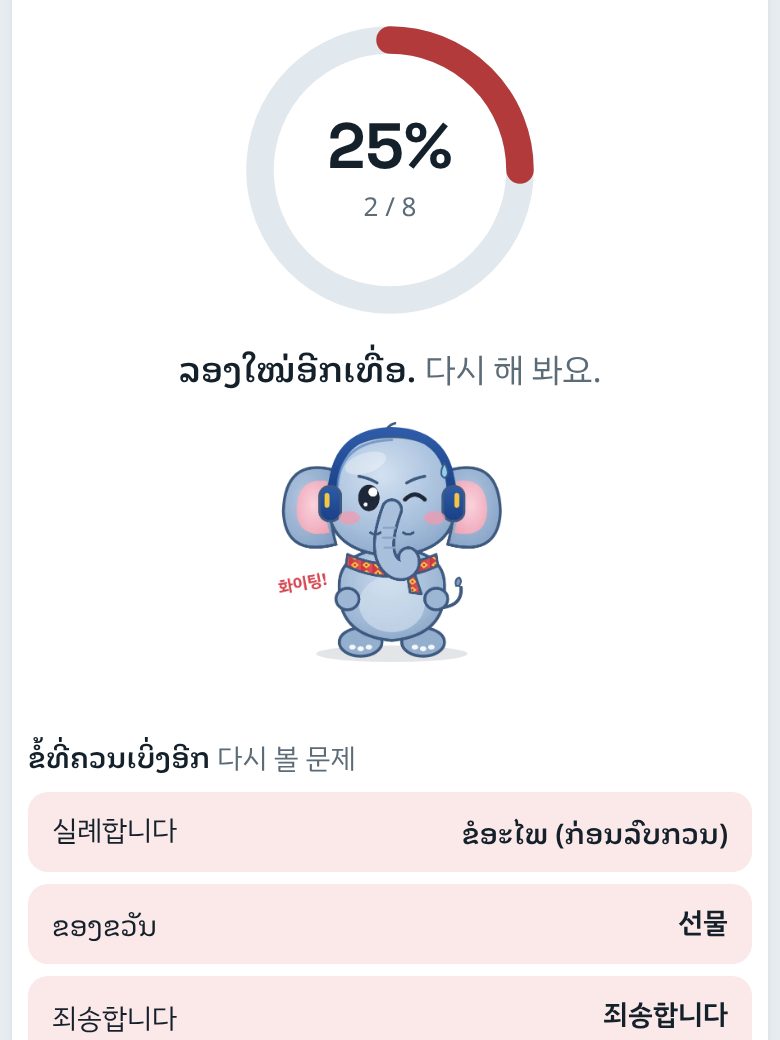 25%
2 / 8
ລອງໃໝ່ອີກເທື່ອ. 다시 해 봐요.
화이팅!
ຂໍ້ທີ່ຄວນເບິ່ງອີກ 다시 볼 문제
실례합니다 ຂໍອະໄພ (ກ່ອນລົບກວນ)
ຂອງຂວັນ 선물
죄송합니다 죄송합니다